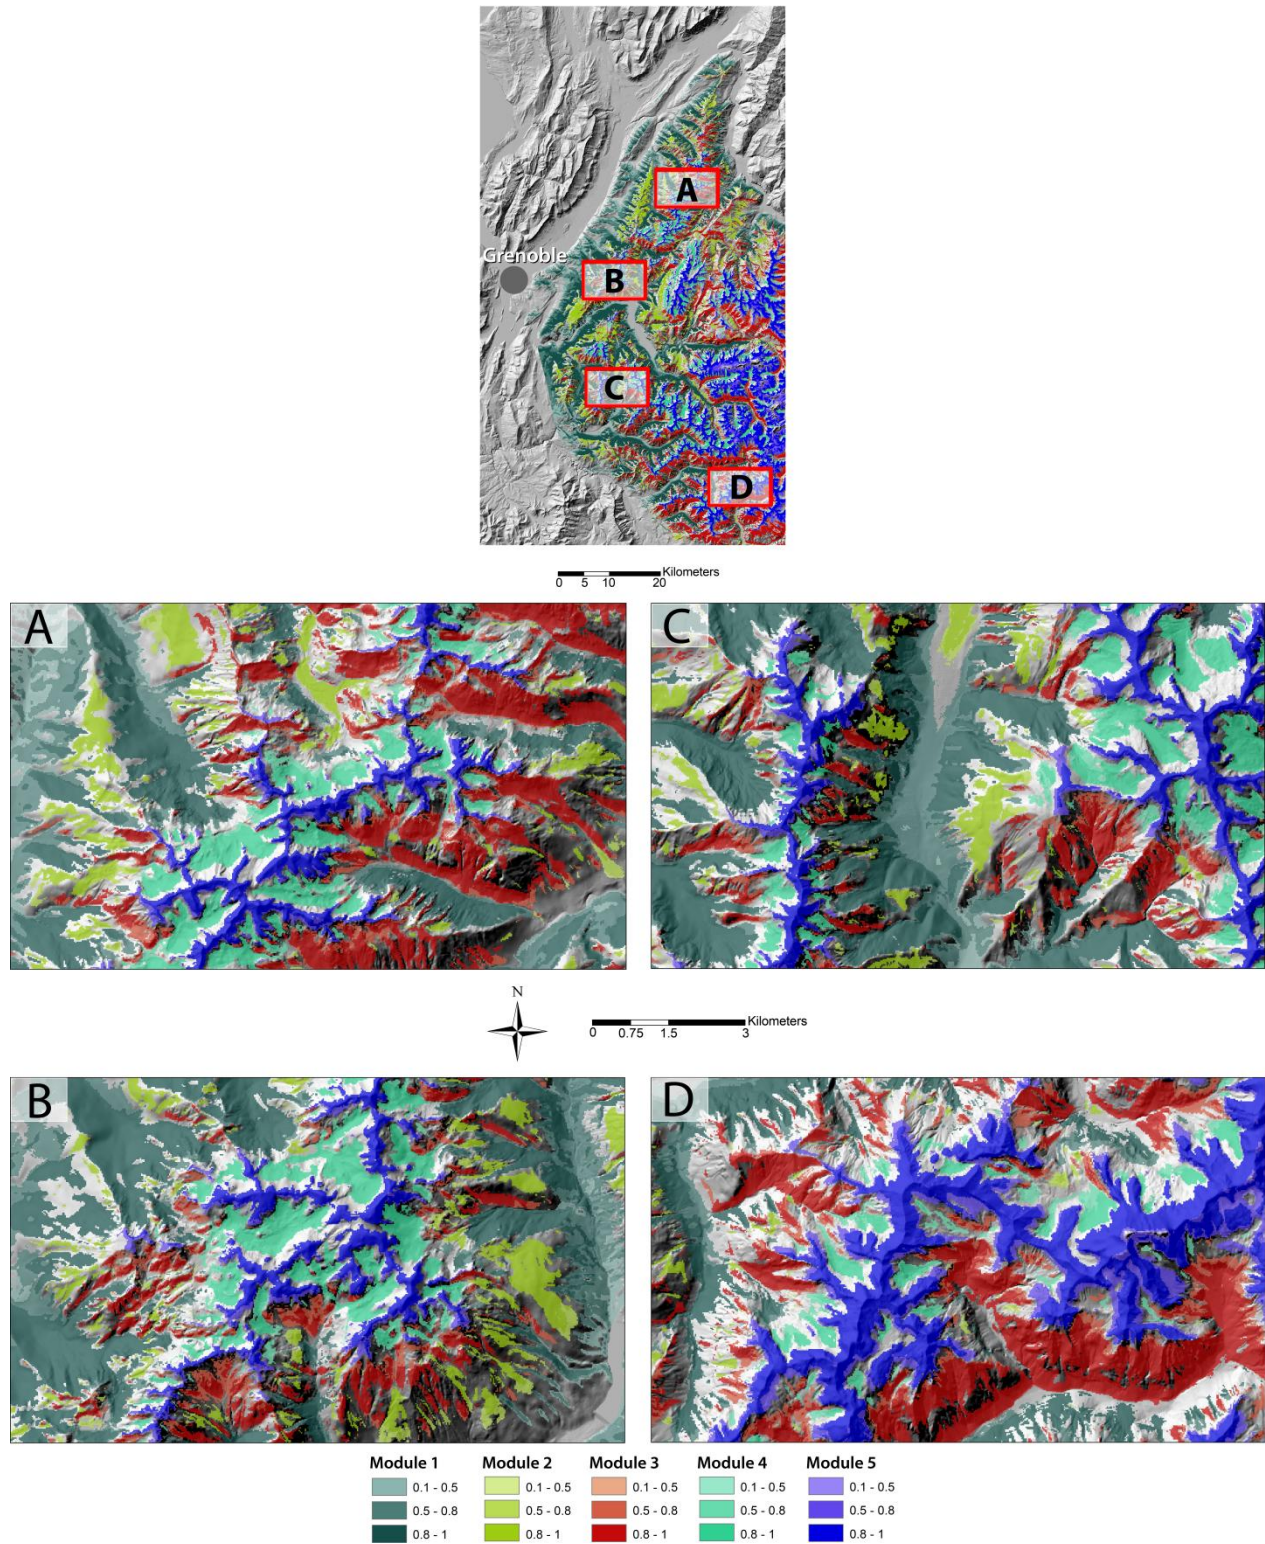 A
Grenoble
B
C
D
Kilometers
0 5 10 20
A
C
N
Kilometers
0 0.75 1.5 3
B
D
Module 1 Module 2 Module 3 Module 4 Module 5
0.1 - 0.5 0.1 - 0.5 0.1 - 0.5 0.1 - 0.5 0.1 - 0.5
0.5 - 0.8 0.5 - 0.8 0.5 - 0.8 0.5 - 0.8 0.5 - 0.8
0.8 - 1 0.8 - 1 0.8 - 1 0.8 - 1 0.8 - 1